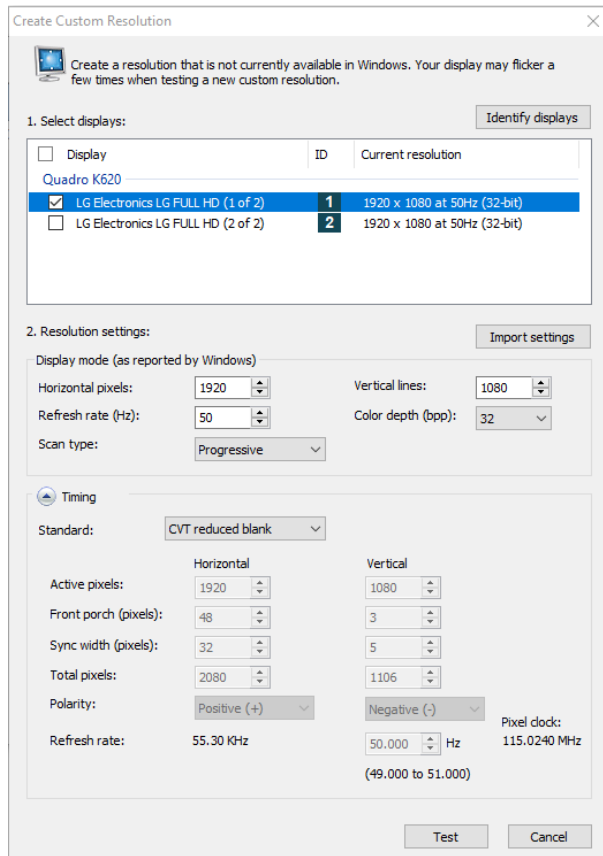 Create Custom Resolution
Create a resolution that is not currently available in Windows. Your display may flicker a
few times when testing a new custom resolution.
1. Select displays:
Identify displays
Display ID Current resolution
Quadro K620
LG Electronics LG FULL HD (1 of 2) 1 1920 x 1080 at 50Hz (32-bit)
LG Electronics LG FULL HD (2 of 2) 2 1920 x 1080 at 50Hz (32-bit)
2. Resolution settings:
Import settings
Display mode (as reported by Windows)
Horizontal pixels: 1920 Vertical lines: 1080
Refresh rate (Hz): 50 Color depth (bpp): 32
Scan type: Progressive
Timing
Standard: CVT reduced blank
Horizontal Vertical
Active pixels: 1920 1080
Front porch (pixels): 48 3
Sync width (pixels): 32 5
Total pixels: 2080 1106
Polarity: Positive (+) Negative (-)
Pixel clock:
Refresh rate: 55.30 KHz 50.000 Hz 115.0240 MHz
(49.000 to 51.000)
Test Cancel